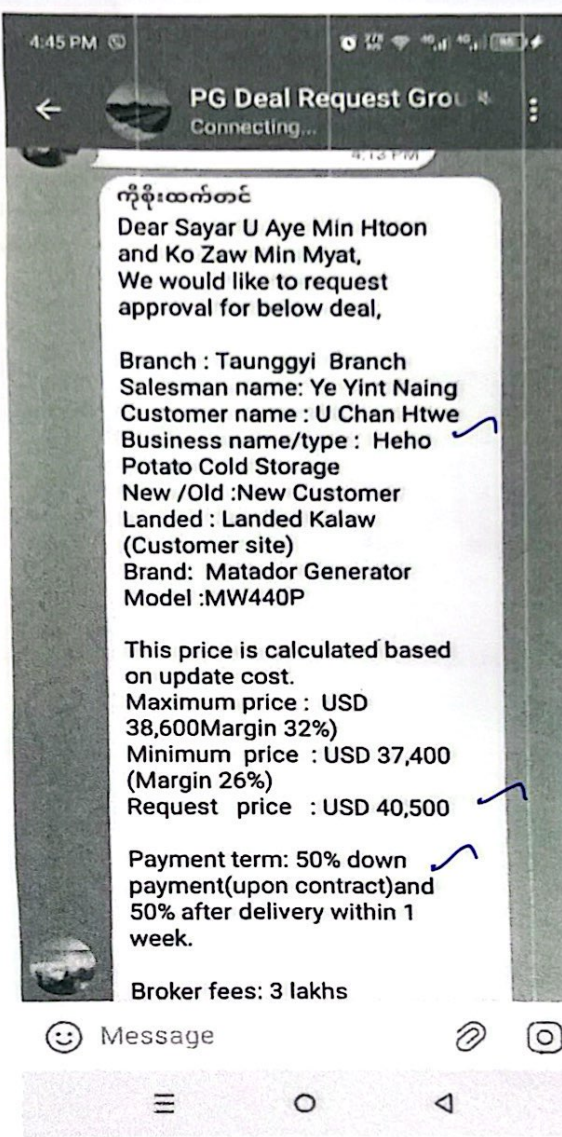 4:45 PM
PG Deal Request Grou
Connecting...
4:13 PM
ကိုစိုးထက်တင်
Dear Sayar U Aye Min Htoon
and Ko Zaw Min Myat,
We would like to request
approval for below deal,
Branch : Taunggyi Branch
Salesman name: Ye Yint Naing
Customer name : U Chan Htwe
Business name/type : Heho
Potato Cold Storage
New /Old :New Customer
Landed : Landed Kalaw
(Customer site)
Brand: Matador Generator
Model :MW440P
This price is calculated based
on update cost.
Maximum price : USD
38,600Margin 32%)
Minimum price : USD 37,400
(Margin 26%)
Request price : USD 40,500
Payment term: 50% down
payment(upon contract)and
50% after delivery within 1
week.
Broker fees: 3 lakhs
Message